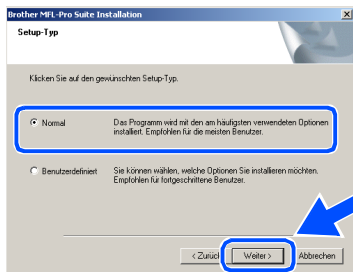 Brother MFL-Pro Suite Installation
Setup-Typ
Klicken Sie auf den gewünschten Setup-Typ.
Normal
Das Programm wird mit den am häufigsten verwendeten Optionen
installiert. Empfohlen für die meisten Benutzer.
Benutzerdefiniert
Sie können wählen, welche Optionen Sie installieren möchten.
Empfohlen für fortgeschrittene Benutzer.
< Zurück
Weiter >
Abbrechen